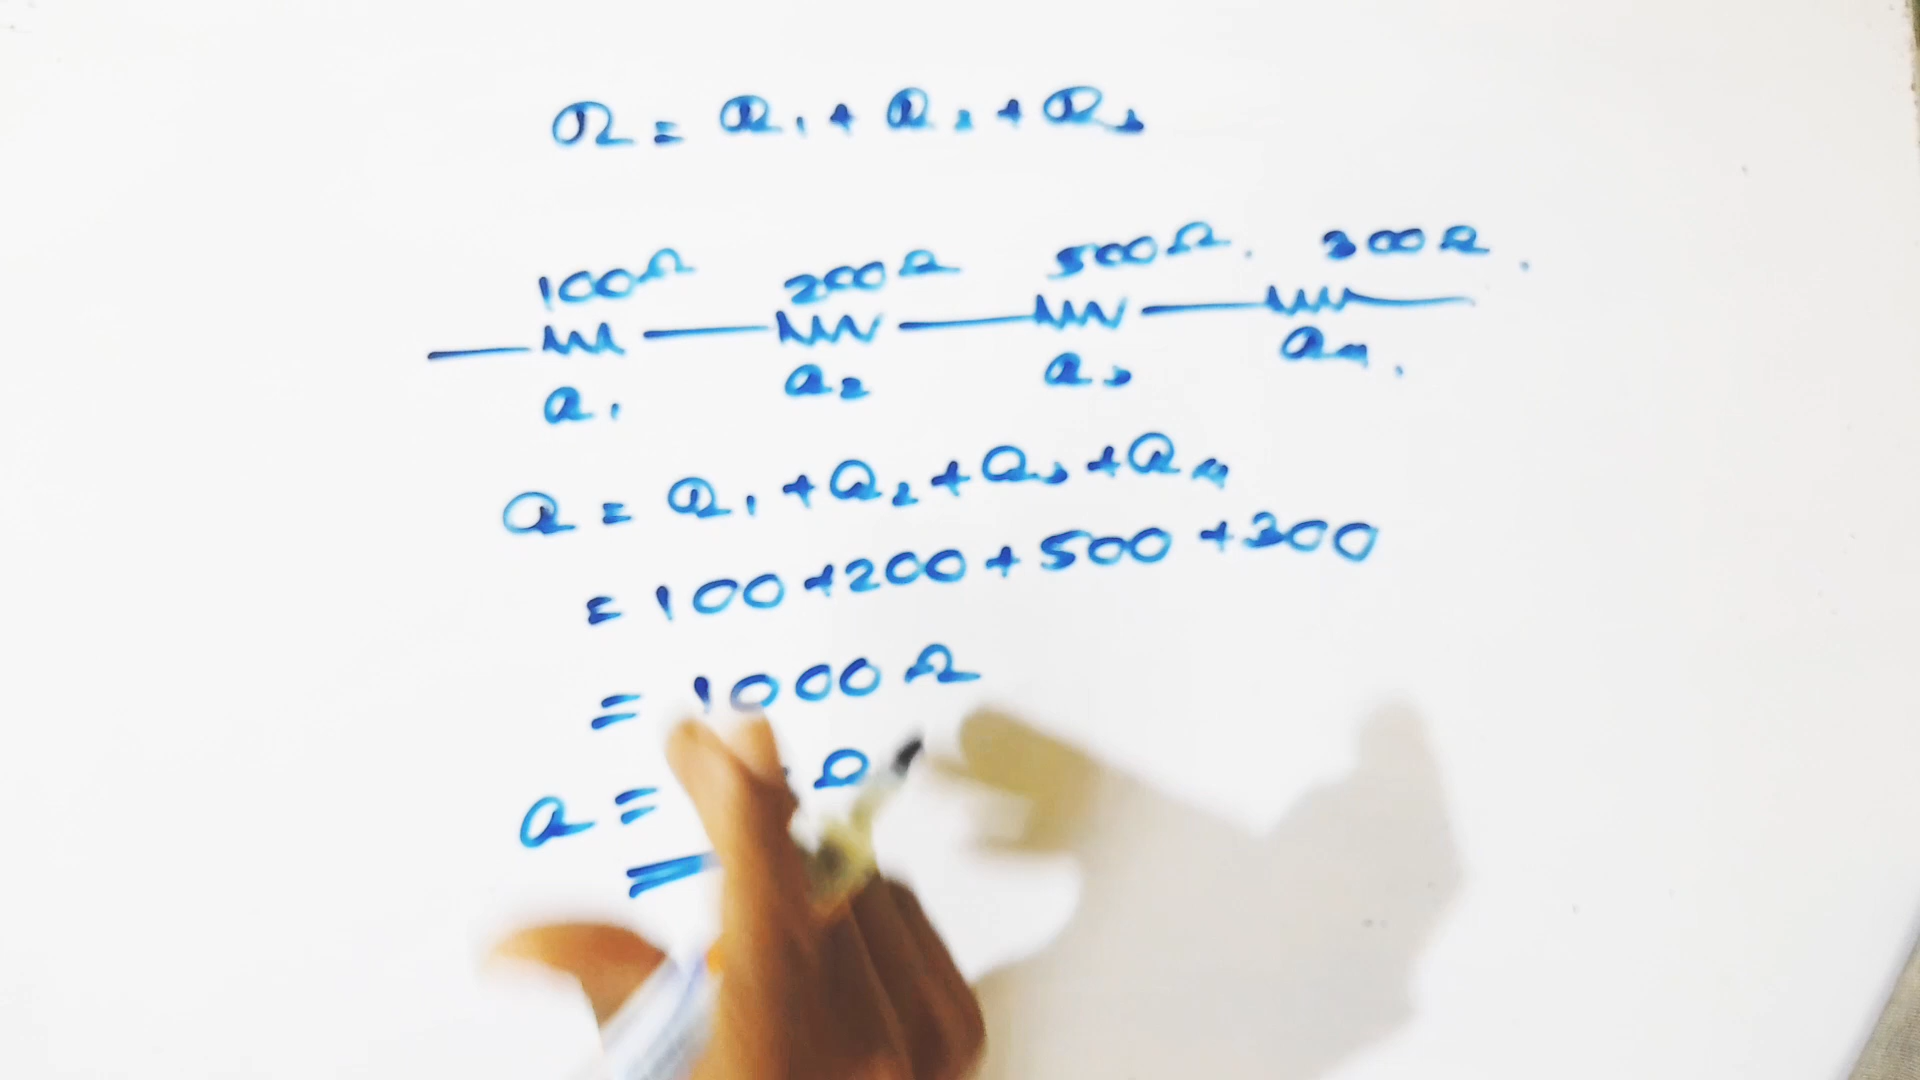 R = R1 + R2 + R3
100Ω 200Ω 500Ω. 300Ω.
R1 R2 R3 R4.
R = R1 + R2 + R3 + R4
= 100 + 200 + 500 + 300
= 1000 Ω
R =